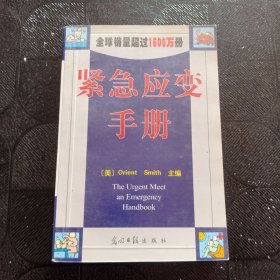 全球销量超过1600万册
紧急应变
手册
〔美〕Orient Smith 主编
The Urgent Meet
an Emergency
Handbook
光明日报出版社